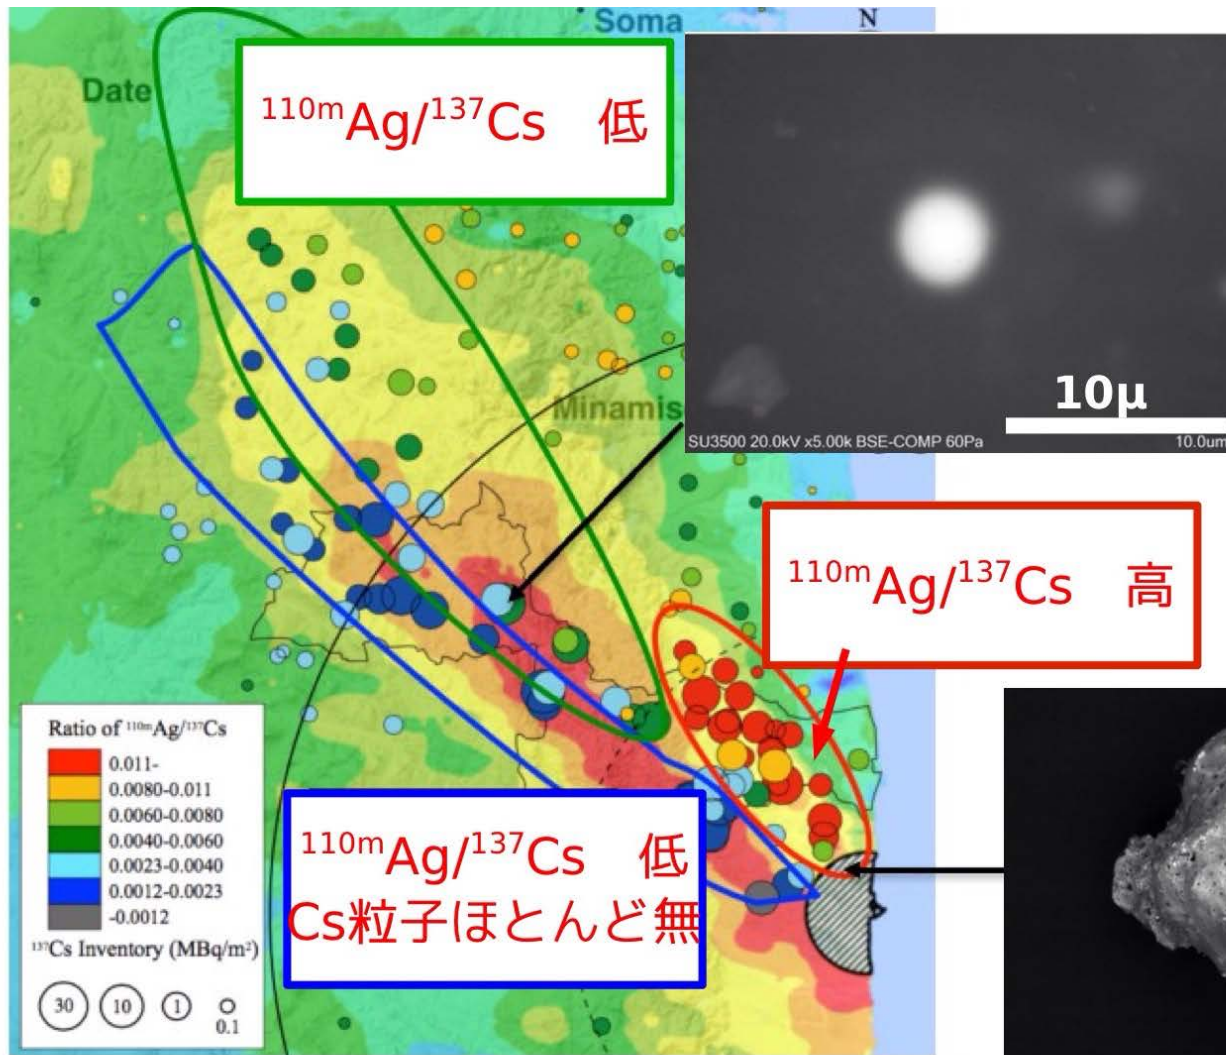 Soma
N
Date
¹¹⁰ᵐAg/¹³⁷Cs 低
Minamis
10μ
SU3500 20.0kV x5.00k BSE-COMP 60Pa
10.0um
¹¹⁰ᵐAg/¹³⁷Cs 高
Ratio of ¹¹⁰ᵐAg/¹³⁷Cs
0.011-
0.0080-0.011
0.0060-0.0080
0.0040-0.0060
0.0023-0.0040
0.0012-0.0023
-0.0012
¹³⁷Cs Inventory (MBq/m²)
30
10
1
0.1
¹¹⁰ᵐAg/¹³⁷Cs 低
Cs粒子ほとんど無